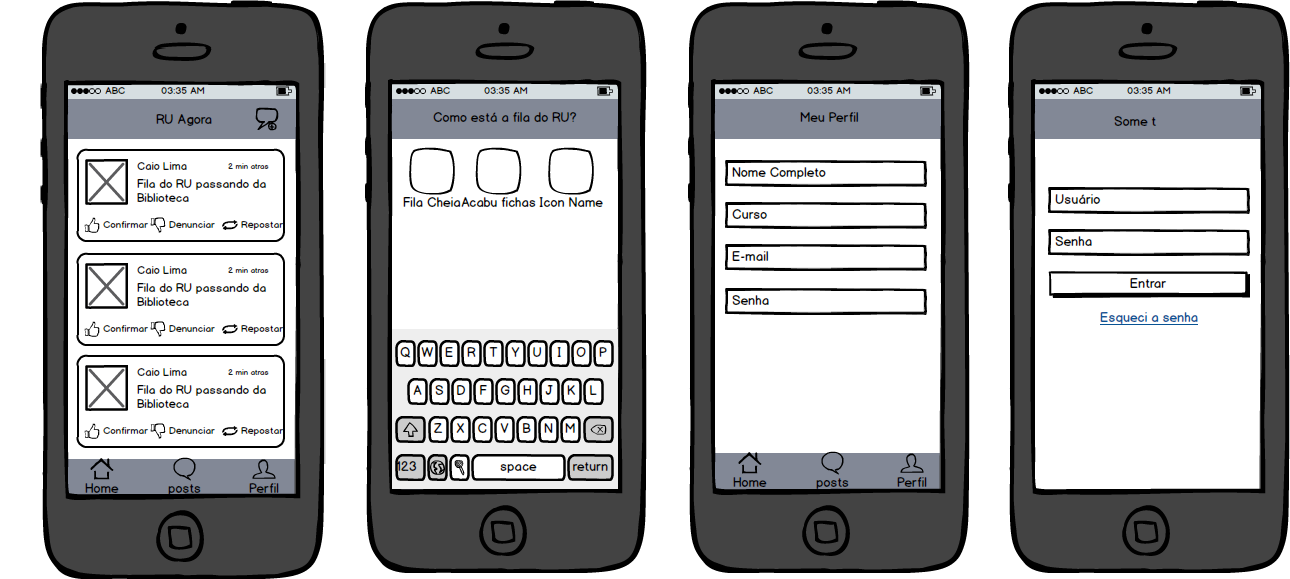 ABC 03:35 AM
RU Agora
Caio Lima 2 min atras
Fila do RU passando da
Biblioteca
Confirmar Denunciar Repostar
Caio Lima 2 min atras
Fila do RU passando da
Biblioteca
Confirmar Denunciar Repostar
Caio Lima 2 min atras
Fila do RU passando da
Biblioteca
Confirmar Denunciar Repostar
Home posts Perfil
ABC 03:35 AM
Como está a fila do RU?
Fila Cheia Acabu fichas Icon Name
Q W E R T Y U I O P
A S D F G H J K L
Z X C V B N M
123 space return
ABC 03:35 AM
Meu Perfil
Nome Completo
Curso
E-mail
Senha
Home posts Perfil
ABC 03:35 AM
Some t
Usuário
Senha
Entrar
Esqueci a senha